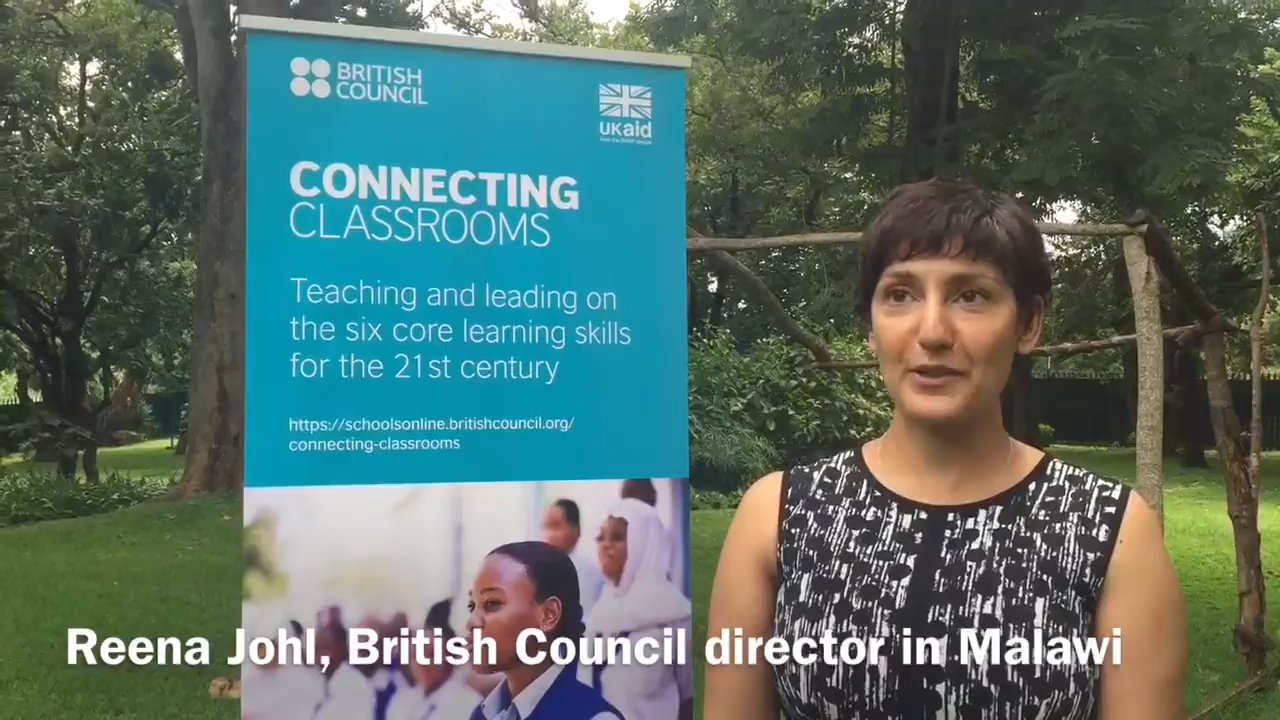 BRITISH
COUNCIL
UKaid
CONNECTING
CLASSROOMS
Teaching and leading on
the six core learning skills
for the 21st century
https://schoolsonline.britishcouncil.org/
connecting-classrooms
Reena Johl, British Council director in Malawi